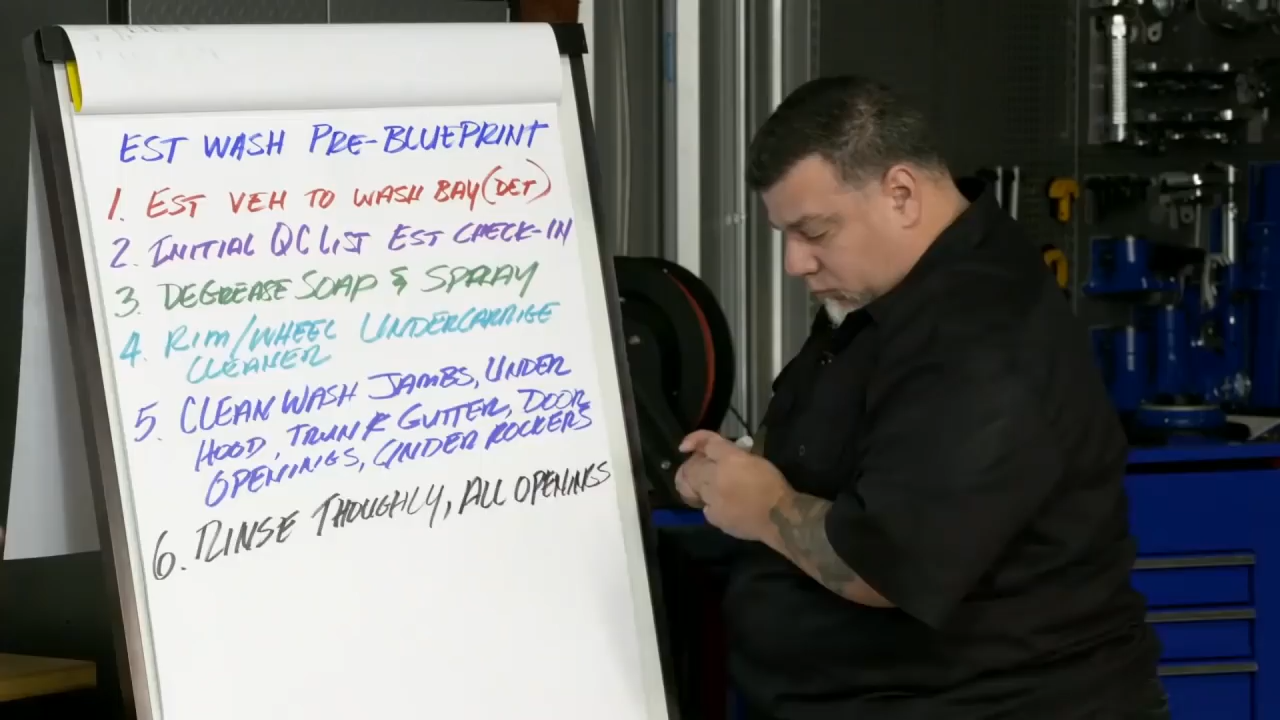 EST WASH PRE-BLUEPRINT
1. EST VEH TO WASH BAY (DET)
2. INITIAL QC LIST EST CHECK-IN
3. DEGREASE SOAP & SPRAY
4. RIM/WHEEL UNDERCARRIGE
CLEANER
5. CLEAN WASH JAMBS, UNDER
HOOD, TRUNK GUTTER, DOOR
OPENINGS, UNDER ROCKERS
6. RINSE THOUGHLY, ALL OPENINGS